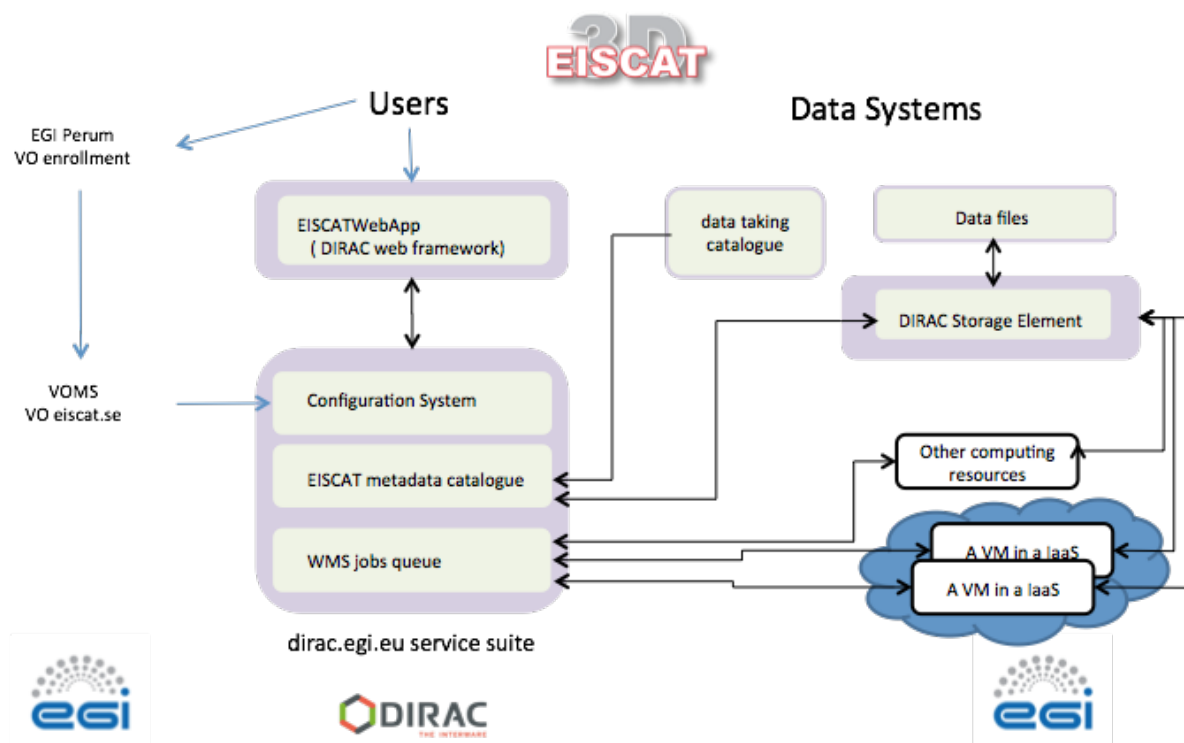 3D
EISCAT
Users
Data Systems
EGI Perum
VO enrollment
EISCATWebApp
( DIRAC web framework)
data taking
catalogue
Data files
DIRAC Storage Element
VOMS
VO eiscat.se
Configuration System
EISCAT metadata catalogue
WMS jobs queue
Other computing
resources
A VM in a IaaS
A VM in a IaaS
dirac.egi.eu service suite
egi
DIRAC
THE INTERWARE
egi